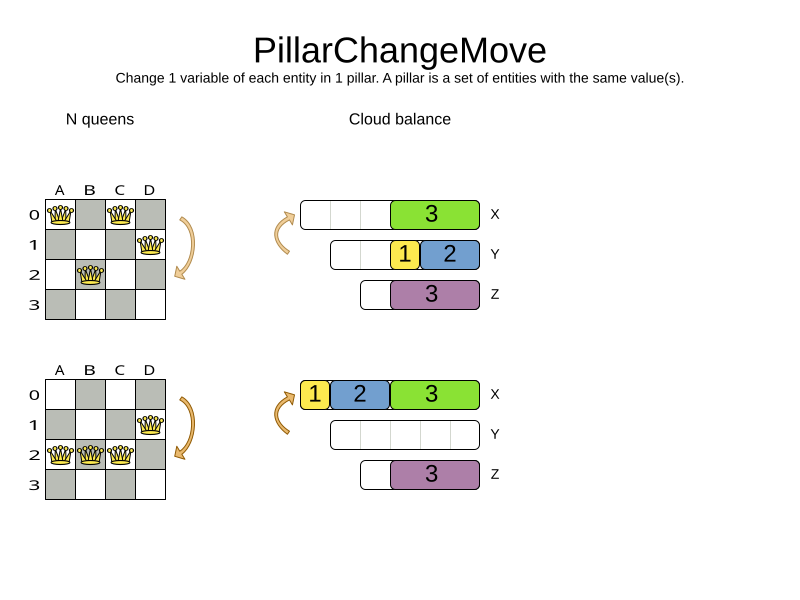 PillarChangeMove
Change 1 variable of each entity in 1 pillar. A pillar is a set of entities with the same value(s).
N queens
Cloud balance
A B C D
0
1
2
3
3 X
1 2 Y
3 Z
A B C D
0
1
2
3
1 2 3 X
Y
3 Z